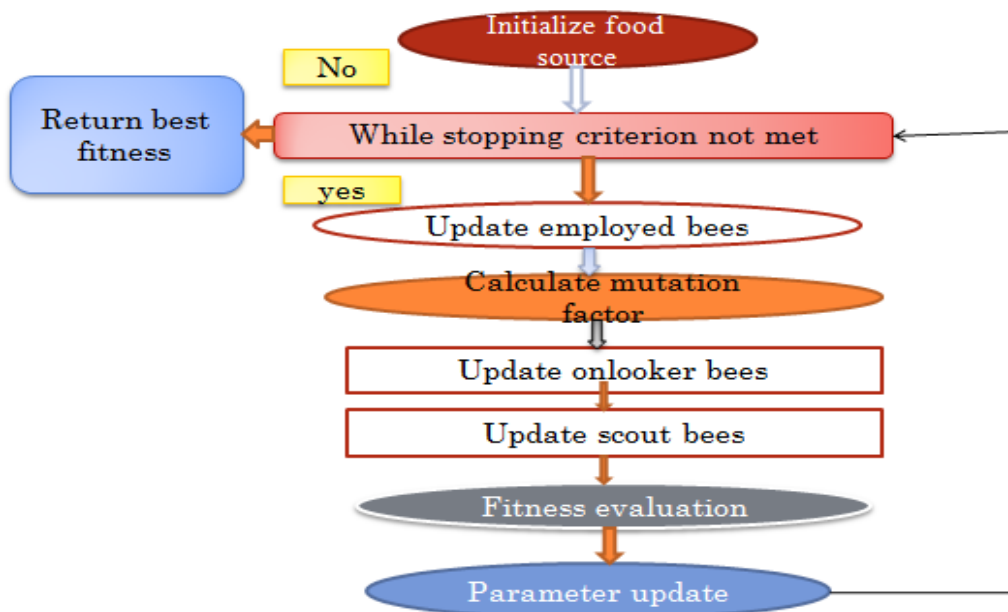 Initialize food
source
No
Return best
fitness
While stopping criterion not met
yes
Update employed bees
Calculate mutation
factor
Update onlooker bees
Update scout bees
Fitness evaluation
Parameter update